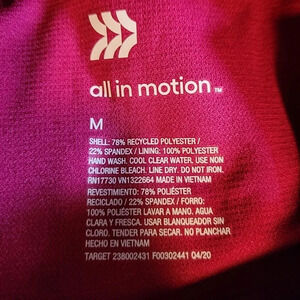 all in motion™
M
SHELL: 78% RECYCLED POLYESTER /
22% SPANDEX / LINING: 100% POLYESTER
HAND WASH. COOL CLEAR WATER. USE NON
CHLORINE BLEACH. LINE DRY. DO NOT IRON.
RN17730 VN1322664 MADE IN VIETNAM
REVESTIMIENTO: 78% POLIÉSTER
RECICLADO / 22% SPANDEX / FORRO:
100% POLIÉSTER LAVAR A MANO. AGUA
CLARA Y FRESCA. USAR BLANQUEADOR SIN
CLORO. TENDER PARA SECAR. NO PLANCHAR
HECHO EN VIETNAM
TARGET 238002431 F00302441 Q4/20